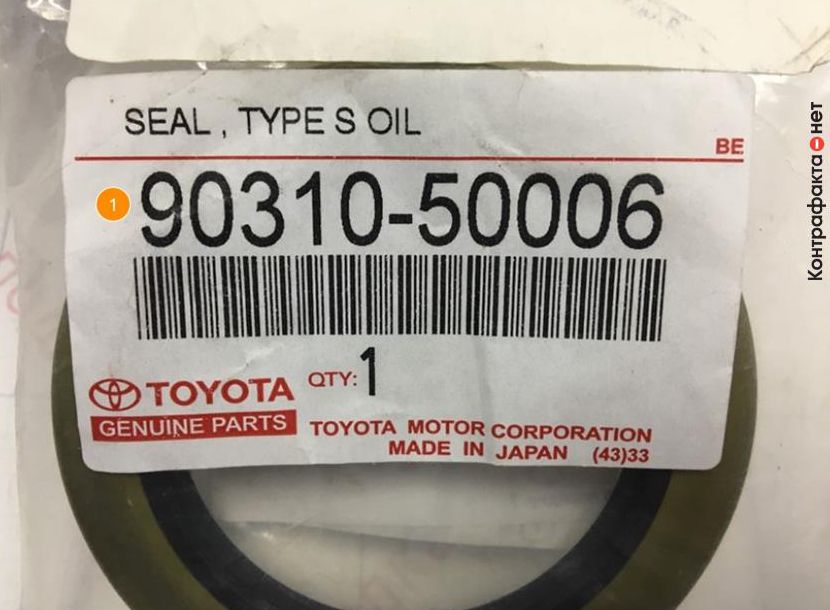 SEAL , TYPE S OIL
BE
1
90310-50006
TOYOTA
QTY: 1
GENUINE PARTS
TOYOTA MOTOR CORPORATION
MADE IN JAPAN (43)33
Контрафакта нет